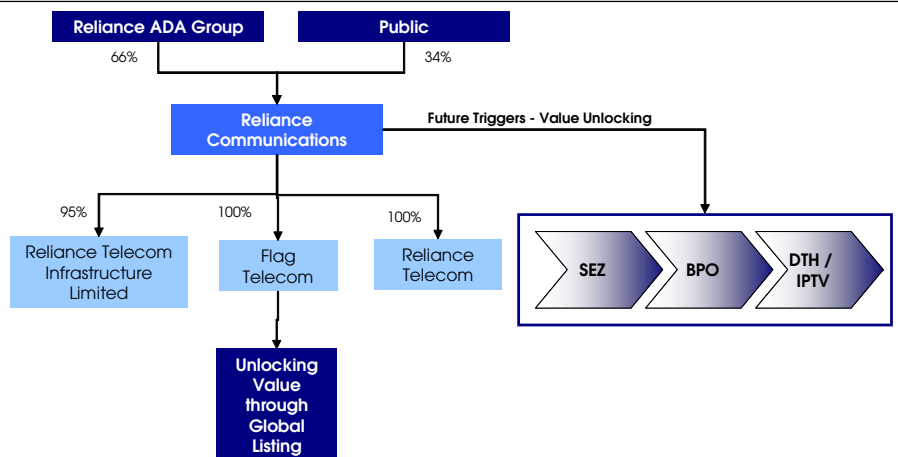 Reliance ADA Group
Public
66%
34%
Reliance
Communications
Future Triggers - Value Unlocking
95%
100%
100%
Reliance Telecom
Infrastructure
Limited
Flag
Telecom
Reliance
Telecom
SEZ
BPO
DTH /
IPTV
Unlocking
Value
through
Global
Listing